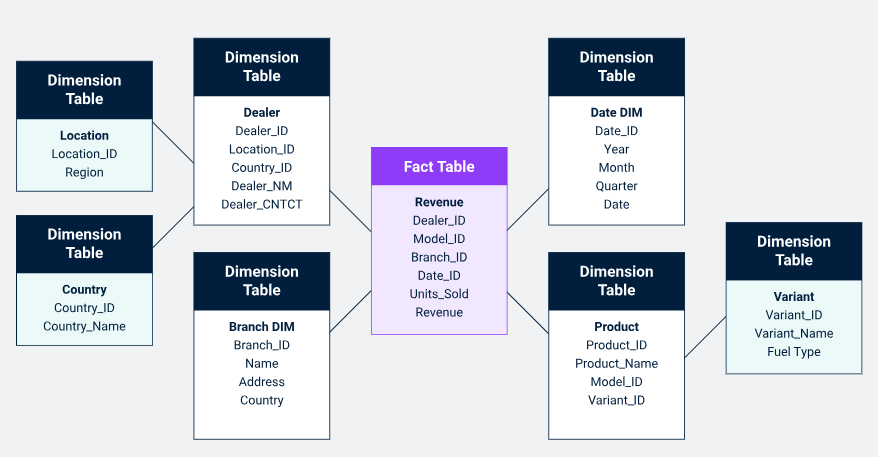 Dimension
Table
Location
Location_ID
Region
Dimension
Table
Country
Country_ID
Country_Name
Dimension
Table
Dealer
Dealer_ID
Location_ID
Country_ID
Dealer_NM
Dealer_CNTCT
Dimension
Table
Branch DIM
Branch_ID
Name
Address
Country
Fact Table
Revenue
Dealer_ID
Model_ID
Branch_ID
Date_ID
Units_Sold
Revenue
Dimension
Table
Date DIM
Date_ID
Year
Month
Quarter
Date
Dimension
Table
Product
Product_ID
Product_Name
Model_ID
Variant_ID
Dimension
Table
Variant
Variant_ID
Variant_Name
Fuel Type